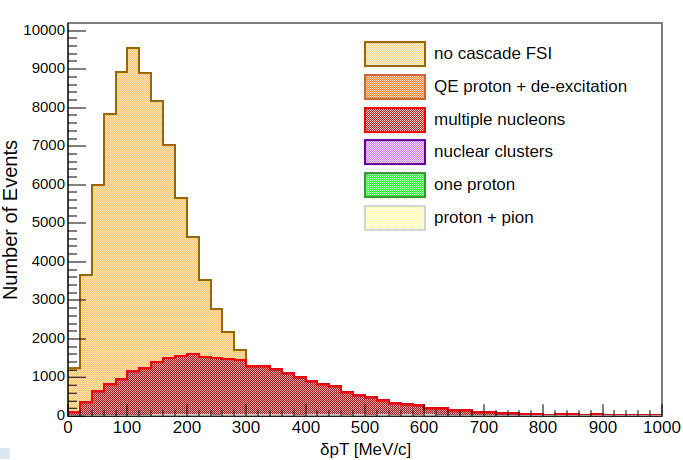 10000
9000
8000
7000
6000
5000
4000
3000
2000
1000
0
Number of Events
no cascade FSI
QE proton + de-excitation
multiple nucleons
nuclear clusters
one proton
proton + pion
0 100 200 300 400 500 600 700 800 900 1000
δpT [MeV/c]